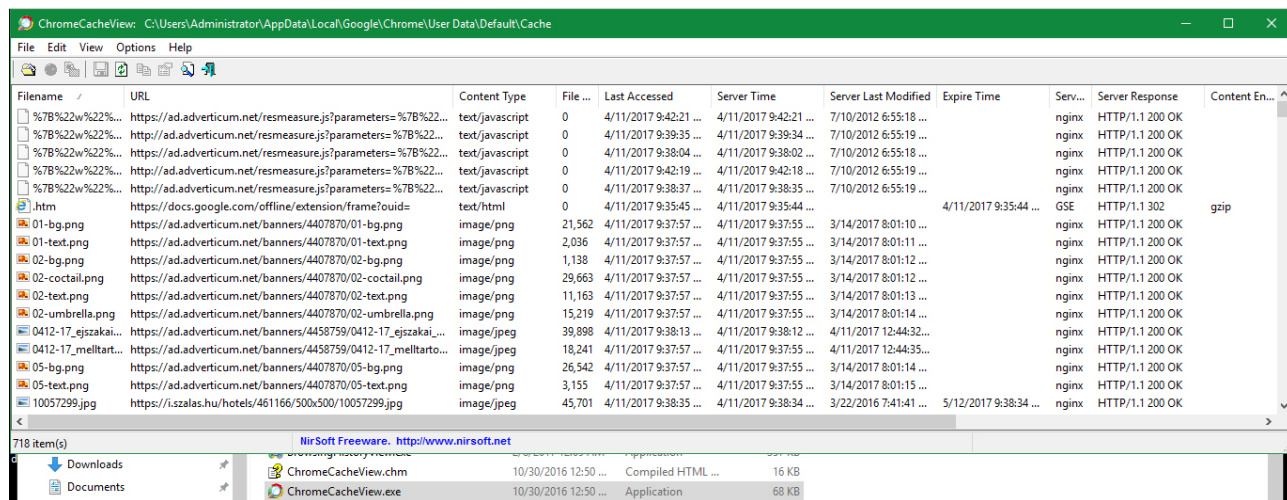 ChromeCacheView: C:\Users\Administrator\AppData\Local\Google\Chrome\User Data\Default\Cache
File Edit View Options Help
Filename / URL Content Type File ... Last Accessed Server Time Server Last Modified Expire Time Serv... Server Response Content En...
%7B%22w%22%... https://ad.adverticum.net/resmeasure.js?parameters=%7B%22... text/javascript 0 4/11/2017 9:42:21 ... 4/11/2017 9:42:21 ... 7/10/2012 6:55:18 ... nginx HTTP/1.1 200 OK
%7B%22w%22%... http://ad.adverticum.net/resmeasure.js?parameters=%7B%22... text/javascript 0 4/11/2017 9:39:35 ... 4/11/2017 9:39:34 ... 7/10/2012 6:55:19 ... nginx HTTP/1.1 200 OK
%7B%22w%22%... http://ad.adverticum.net/resmeasure.js?parameters=%7B%22... text/javascript 0 4/11/2017 9:38:04 ... 4/11/2017 9:38:02 ... 7/10/2012 6:55:18 ... nginx HTTP/1.1 200 OK
%7B%22w%22%... http://ad.adverticum.net/resmeasure.js?parameters=%7B%22... text/javascript 0 4/11/2017 9:42:19 ... 4/11/2017 9:42:18 ... 7/10/2012 6:55:19 ... nginx HTTP/1.1 200 OK
%7B%22w%22%... http://ad.adverticum.net/resmeasure.js?parameters=%7B%22... text/javascript 0 4/11/2017 9:38:37 ... 4/11/2017 9:38:35 ... 7/10/2012 6:55:19 ... nginx HTTP/1.1 200 OK
.htm https://docs.google.com/offline/extension/frame?ouid= text/html 0 4/11/2017 9:35:45 ... 4/11/2017 9:35:44 ... 4/11/2017 9:35:44 ... GSE HTTP/1.1 302 gzip
01-bg.png https://ad.adverticum.net/banners/4407870/01-bg.png image/png 21,562 4/11/2017 9:37:57 ... 4/11/2017 9:37:55 ... 3/14/2017 8:01:10 ... nginx HTTP/1.1 200 OK
01-text.png https://ad.adverticum.net/banners/4407870/01-text.png image/png 2,036 4/11/2017 9:37:57 ... 4/11/2017 9:37:55 ... 3/14/2017 8:01:11 ... nginx HTTP/1.1 200 OK
02-bg.png https://ad.adverticum.net/banners/4407870/02-bg.png image/png 1,138 4/11/2017 9:37:57 ... 4/11/2017 9:37:55 ... 3/14/2017 8:01:12 ... nginx HTTP/1.1 200 OK
02-coctail.png https://ad.adverticum.net/banners/4407870/02-coctail.png image/png 29,663 4/11/2017 9:37:57 ... 4/11/2017 9:37:55 ... 3/14/2017 8:01:12 ... nginx HTTP/1.1 200 OK
02-text.png https://ad.adverticum.net/banners/4407870/02-text.png image/png 11,163 4/11/2017 9:37:57 ... 4/11/2017 9:37:55 ... 3/14/2017 8:01:13 ... nginx HTTP/1.1 200 OK
02-umbrella.png https://ad.adverticum.net/banners/4407870/02-umbrella.png image/png 15,219 4/11/2017 9:37:57 ... 4/11/2017 9:37:55 ... 3/14/2017 8:01:14 ... nginx HTTP/1.1 200 OK
0412-17_ejszakai... https://ad.adverticum.net/banners/4458759/0412-17_ejszakai_... image/jpeg 39,898 4/11/2017 9:38:13 ... 4/11/2017 9:38:12 ... 4/11/2017 12:44:32... nginx HTTP/1.1 200 OK
0412-17_melltart... https://ad.adverticum.net/banners/4458759/0412-17_melltarto... image/jpeg 18,241 4/11/2017 9:37:57 ... 4/11/2017 9:37:55 ... 4/11/2017 12:44:35... nginx HTTP/1.1 200 OK
05-bg.png https://ad.adverticum.net/banners/4407870/05-bg.png image/png 26,542 4/11/2017 9:37:57 ... 4/11/2017 9:37:55 ... 3/14/2017 8:01:14 ... nginx HTTP/1.1 200 OK
05-text.png https://ad.adverticum.net/banners/4407870/05-text.png image/png 3,155 4/11/2017 9:37:57 ... 4/11/2017 9:37:55 ... 3/14/2017 8:01:15 ... nginx HTTP/1.1 200 OK
10057299.jpg https://i.szalas.hu/hotels/461166/500x500/10057299.jpg image/jpeg 45,701 4/11/2017 9:38:35 ... 4/11/2017 9:38:34 ... 3/22/2016 7:41:41 ... 5/12/2017 9:38:34 ... nginx HTTP/1.1 200 OK
718 item(s) NirSoft Freeware. http://www.nirsoft.net
Downloads ChromeCacheView.chm 10/30/2016 12:50 ... Compiled HTML ... 16 KB
Documents ChromeCacheView.exe 10/30/2016 12:50 ... Application 68 KB